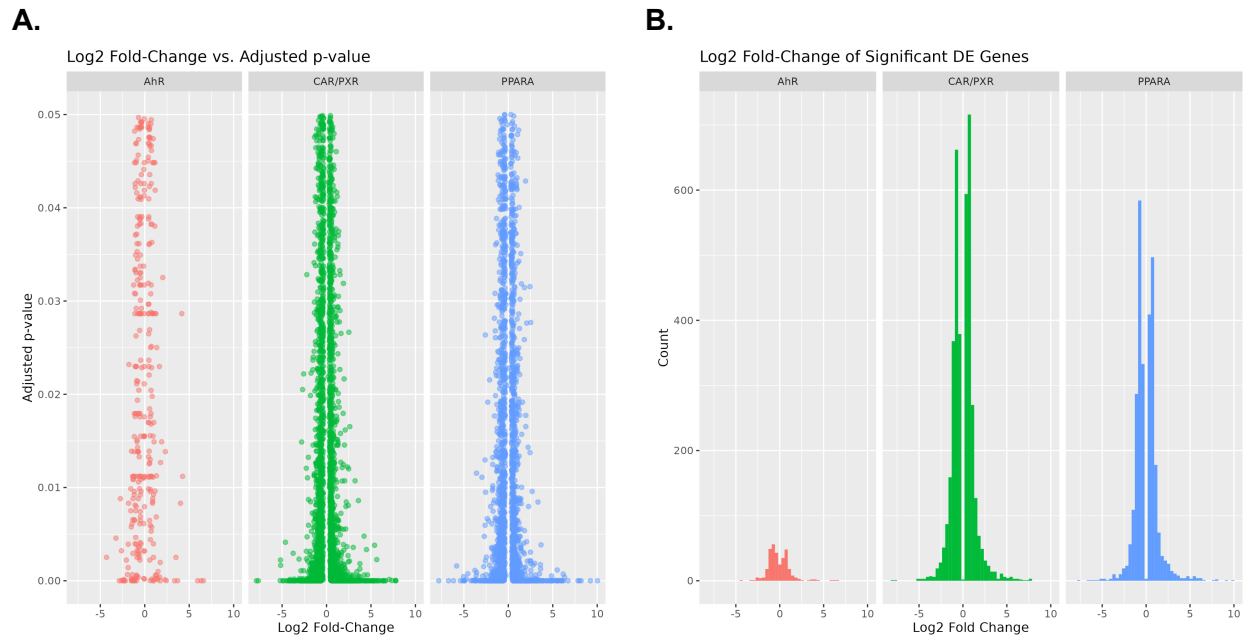 A.
Log2 Fold-Change vs. Adjusted p-value
AhR
CAR/PXR
PPARA
Adjusted p-value
0.05
0.04
0.03
0.02
0.01
0.00
-5 0 5 10
-5 0 5 10
-5 0 5 10
Log2 Fold-Change
B.
Log2 Fold-Change of Significant DE Genes
AhR
CAR/PXR
PPARA
Count
600
400
200
0
-5 0 5 10
-5 0 5 10
-5 0 5 10
Log2 Fold Change